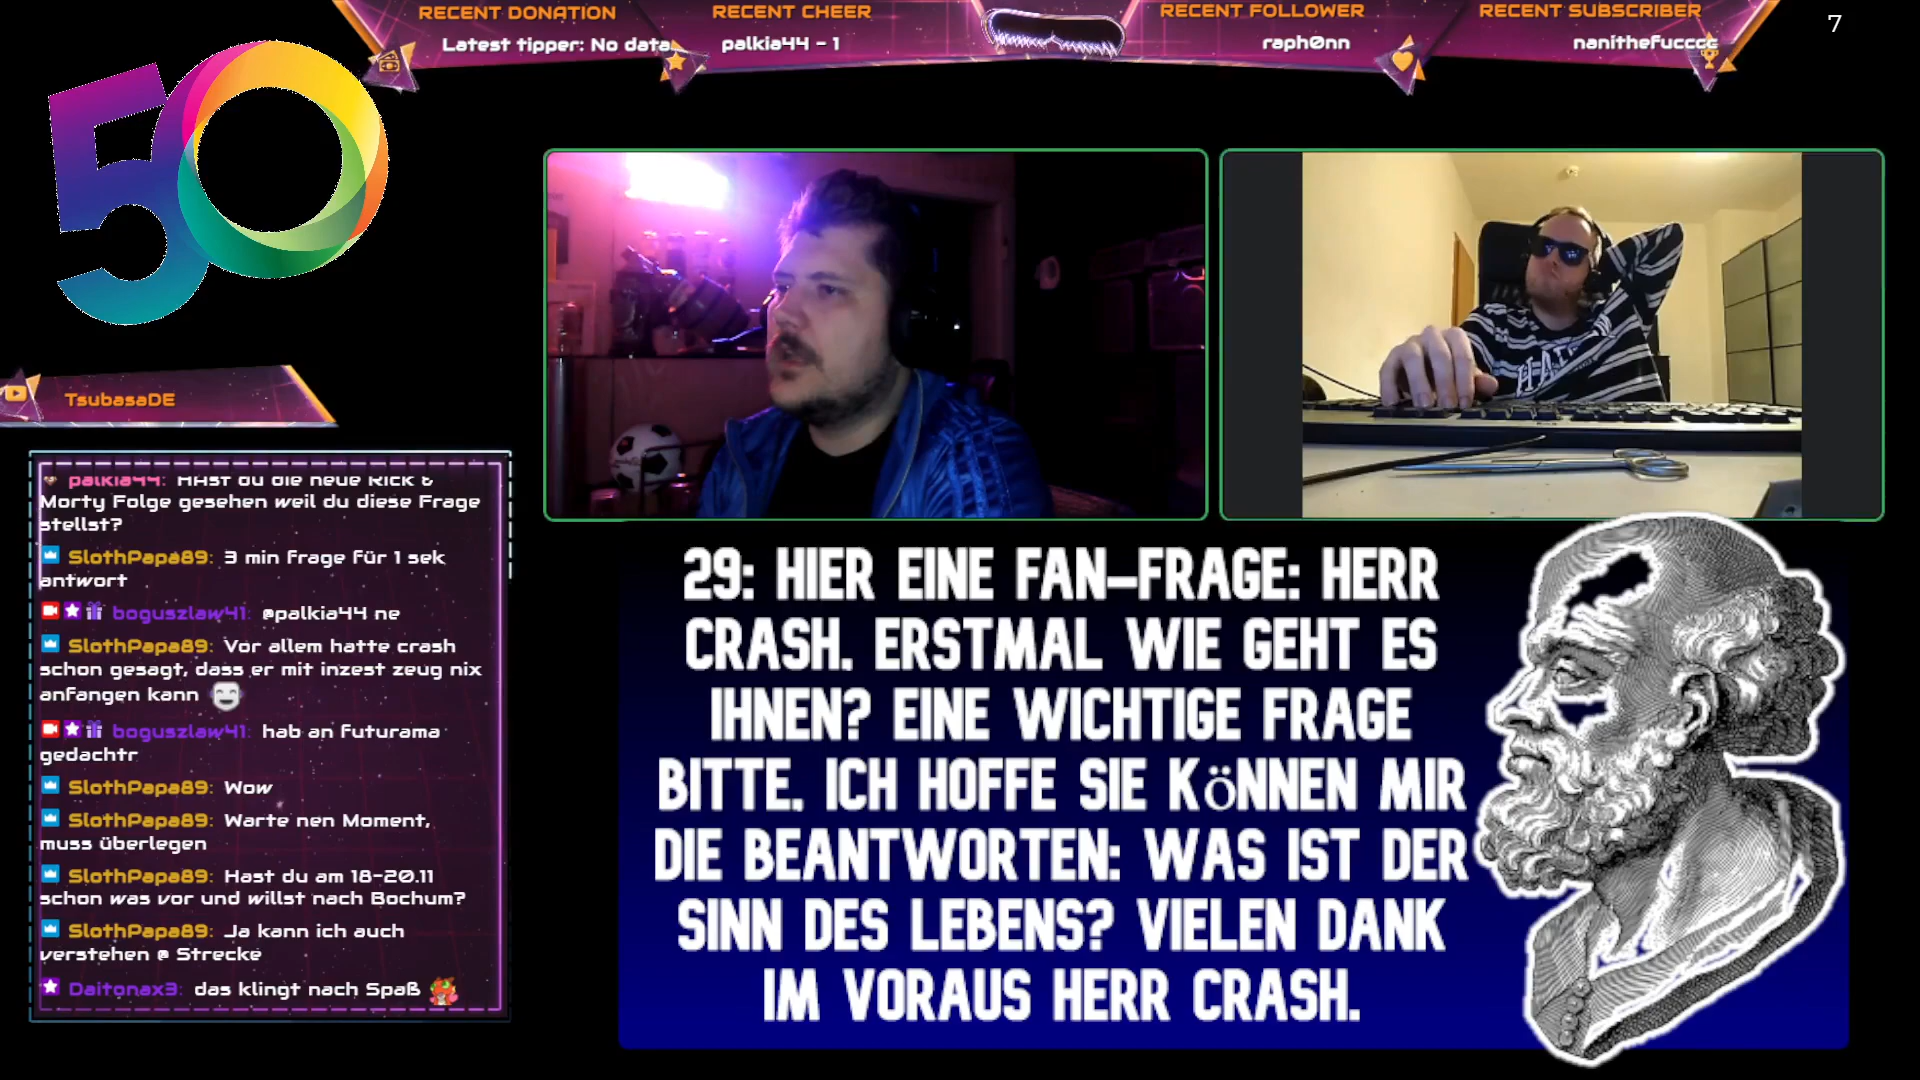 RECENT DONATION
Latest tipper: No data
RECENT CHEER
palkia44 - 1
RECENT FOLLOWER
raph0nn
RECENT SUBSCRIBER
nanithefucccc
7
50
TsubasaDE
palkia44: HAst du die neue Rick &
Morty Folge gesehen weil du diese Frage
stellst?
SlothPapa89: 3 min frage für 1 sek
antwort
boguszlaw41: @palkia44 ne
SlothPapa89: Vor allem hatte crash
schon gesagt, dass er mit inzest zeug nix
anfangen kann
boguszlaw41: hab an futurama
gedachtr
SlothPapa89: Wow
SlothPapa89: Warte nen Moment,
muss überlegen
SlothPapa89: Hast du am 18-20.11
schon was vor und willst nach Bochum?
SlothPapa89: Ja kann ich auch
verstehen @ Strecke
Daitonax3: das klingt nach Spaß
29: HIER EINE FAN-FRAGE: HERR
CRASH. ERSTMAL WIE GEHT ES
IHNEN? EINE WICHTIGE FRAGE
BITTE. ICH HOFFE SIE KöNNEN MIR
DIE BEANTWORTEN: WAS IST DER
SINN DES LEBENS? VIELEN DANK
IM VORAUS HERR CRASH.